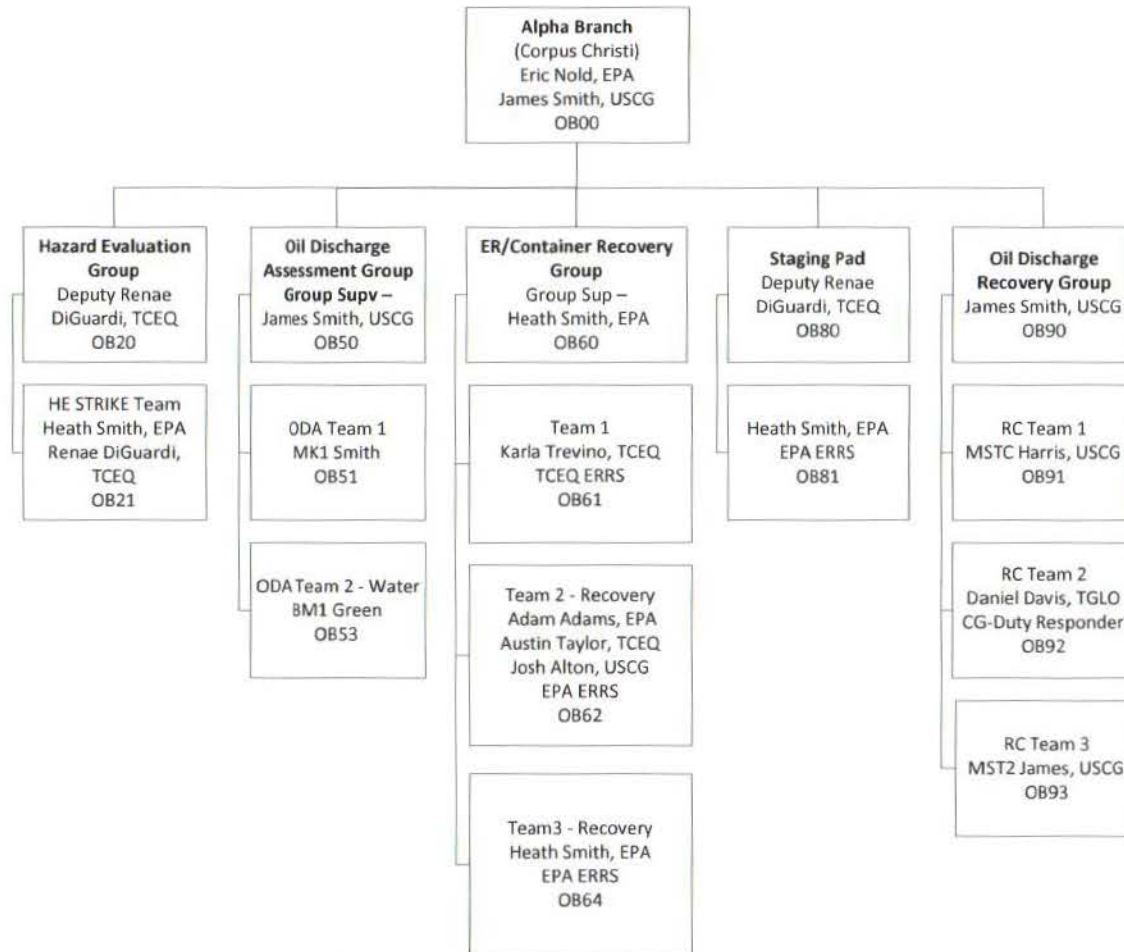 Alpha Branch
(Corpus Christi)
Eric Nold, EPA
James Smith, USCG
OB00
Hazard Evaluation
Group
Deputy Renae
DiGuardi, TCEQ
OB20
HE STRIKE Team
Heath Smith, EPA
Renae DiGuardi,
TCEQ
OB21
Oil Discharge
Assessment Group
Group Supv –
James Smith, USCG
OB50
ODA Team 1
MK1 Smith
OB51
ODA Team 2 - Water
BM1 Green
OB53
ER/Container Recovery
Group
Group Sup –
Heath Smith, EPA
OB60
Team 1
Karla Trevino, TCEQ
TCEQ ERRS
OB61
Team 2 - Recovery
Adam Adams, EPA
Austin Taylor, TCEQ
Josh Alton, USCG
EPA ERRS
OB62
Team3 - Recovery
Heath Smith, EPA
EPA ERRS
OB64
Staging Pad
Deputy Renae
DiGuardi, TCEQ
OB80
Heath Smith, EPA
EPA ERRS
OB81
Oil Discharge
Recovery Group
James Smith, USCG
OB90
RC Team 1
MSTC Harris, USCG
OB91
RC Team 2
Daniel Davis, TGLO
CG-Duty Responder
OB92
RC Team 3
MST2 James, USCG
OB93